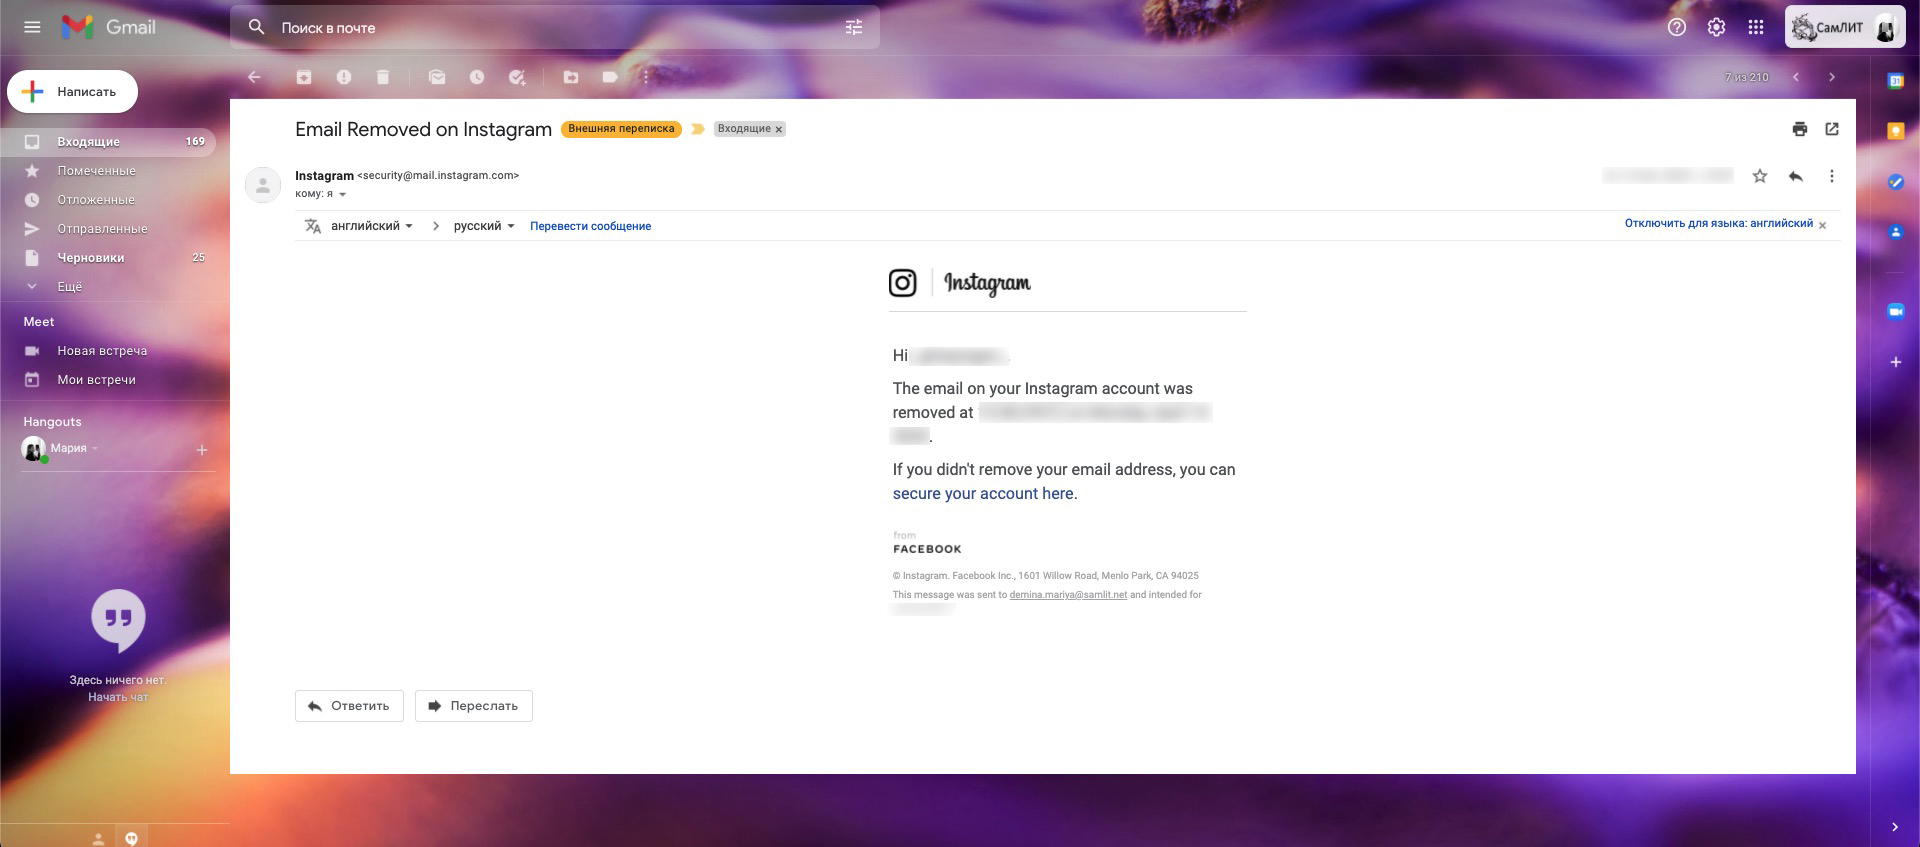 Gmail
Поиск в почте
СамЛИТ
Написать
7 из 210
31
Входящие 169
Помеченные
Отложенные
Отправленные
Черновики 25
Ещё
Meet
Новая встреча
Мои встречи
Hangouts
Мария
Здесь ничего нет.
Начать чат
Email Removed on Instagram Внешняя переписка Входящие ×
Instagram <security@mail.instagram.com>
кому: я
английский > русский Перевести сообщение Отключить для языка: английский ×
Instagram
Hi
The email on your Instagram account was
removed at
.
If you didn't remove your email address, you can
secure your account here.
from
FACEBOOK
© Instagram. Facebook Inc., 1601 Willow Road, Menlo Park, CA 94025
This message was sent to demina.mariya@samlit.net and intended for
Ответить Переслать